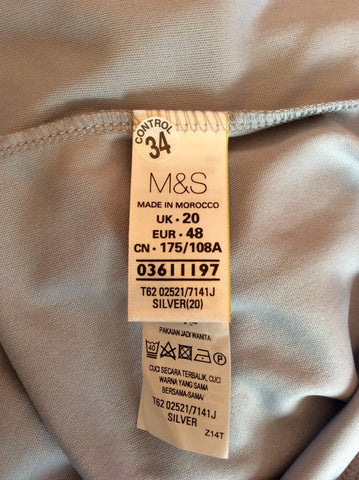 CONTROL
34
M&S
MADE IN MOROCCO
UK · 20
EUR · 48
CN · 175/108A
03611197
T62 02521/7141J
SILVER(20)
PAKAIAN JADI WANITA.
40
CUCI SECARA TERBALIK, CUCI
WARNA YANG SAMA
BERSAMA-SAMA/
T62 02521/7141J
SILVER
Z14T